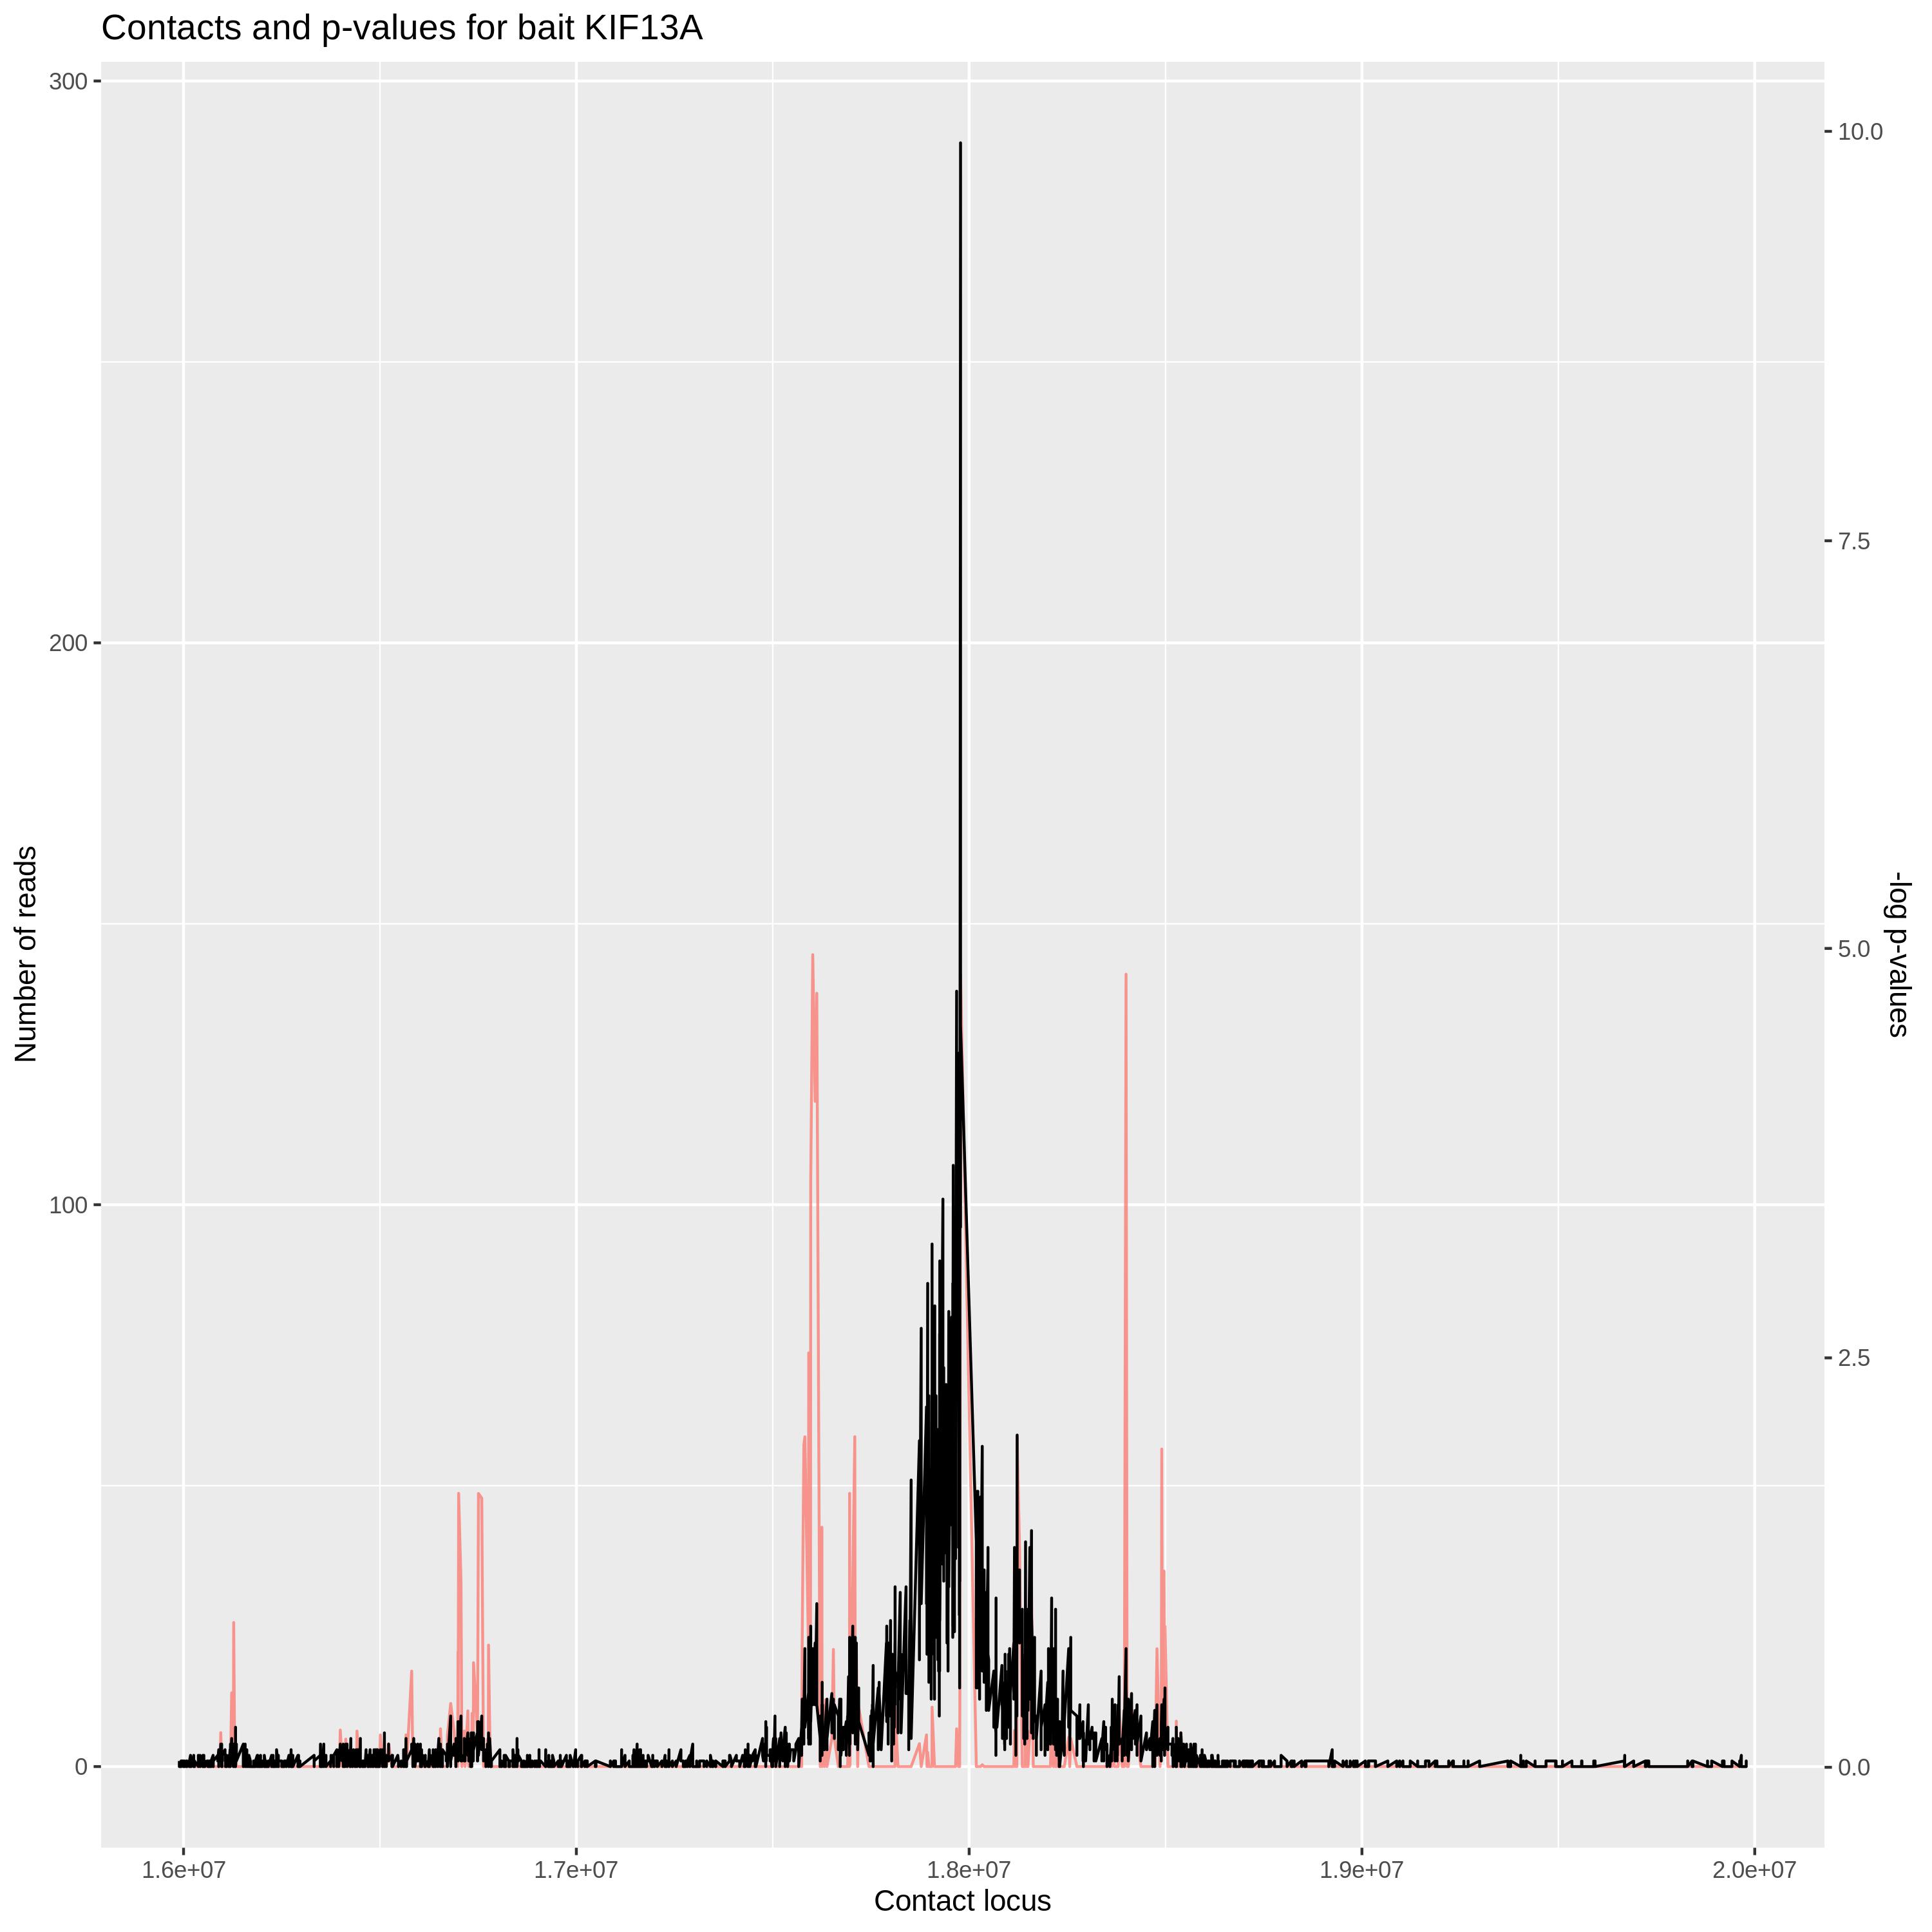 Contacts and p-values for bait KIF13A
300
200
100
0
10.0
7.5
5.0
2.5
0.0
Number of reads
-log p-values
1.6e+07 1.7e+07 1.8e+07 1.9e+07 2.0e+07
Contact locus